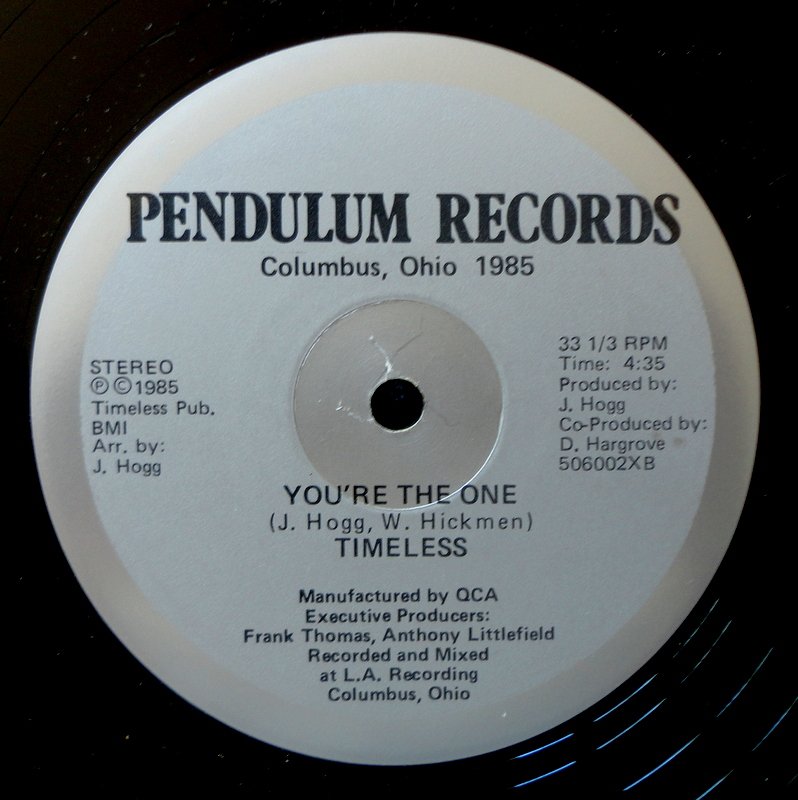 PENDULUM RECORDS
Columbus, Ohio 1985
STEREO
Ⓟ©1985
Timeless Pub.
BMI
Arr. by:
J. Hogg
33 1/3 RPM
Time: 4:35
Produced by:
J. Hogg
Co-Produced by:
D. Hargrove
506002XB
YOU'RE THE ONE
(J. Hogg, W. Hickmen)
TIMELESS
Manufactured by QCA
Executive Producers:
Frank Thomas, Anthony Littlefield
Recorded and Mixed
at L.A. Recording
Columbus, Ohio